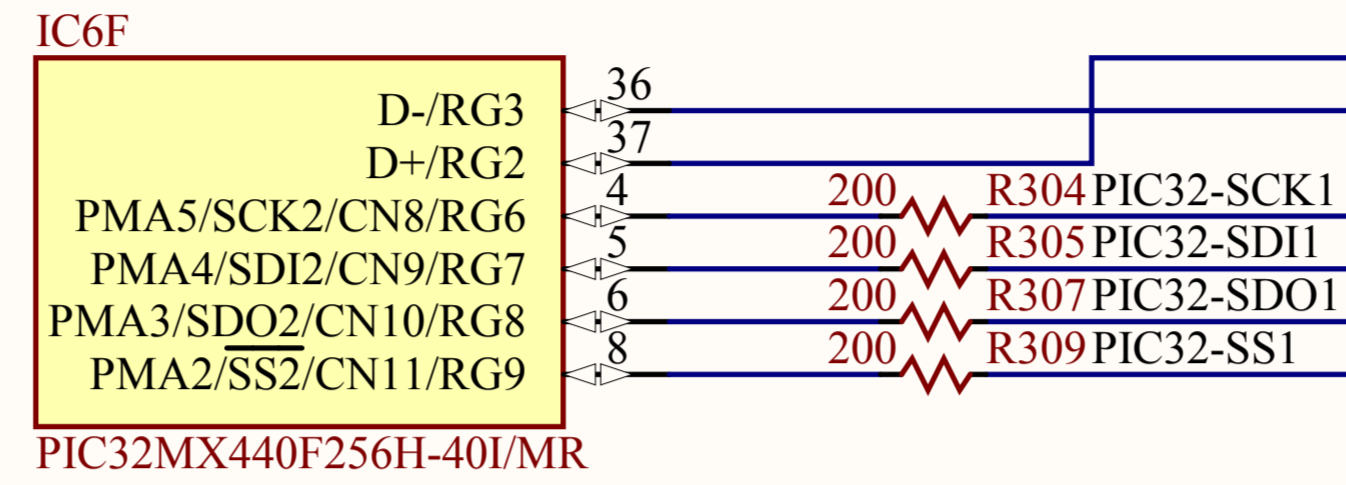 IC6F
D-/RG3 36
D+/RG2 37
PMA5/SCK2/CN8/RG6 4 200 R304 PIC32-SCK1
PMA4/SDI2/CN9/RG7 5 200 R305 PIC32-SDI1
PMA3/SDO2/CN10/RG8 6 200 R307 PIC32-SDO1
PMA2/SS2/CN11/RG9 8 200 R309 PIC32-SS1
PIC32MX440F256H-40I/MR